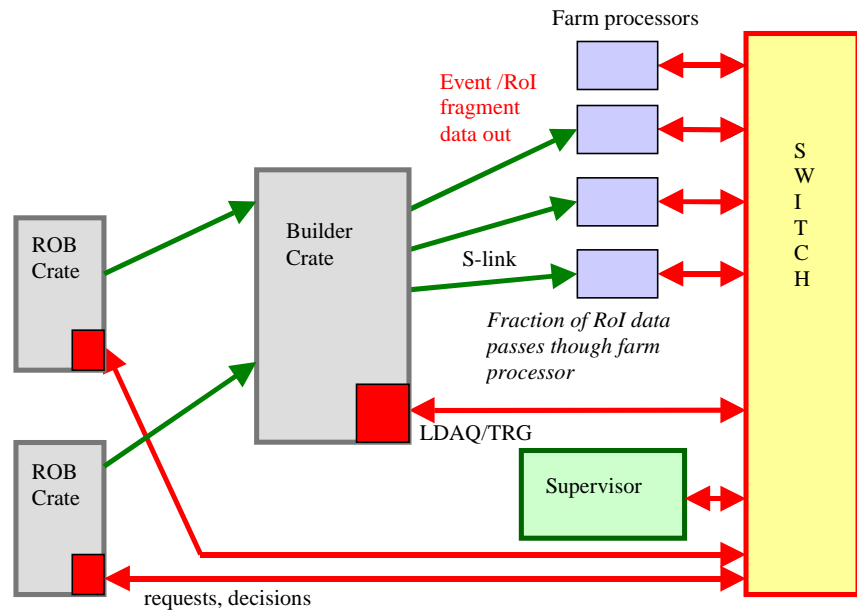 Farm processors
Event /RoI
fragment
data out
S
W
I
T
C
H
Builder
Crate
ROB
Crate
S-link
Fraction of RoI data
passes though farm
processor
LDAQ/TRG
ROB
Crate
Supervisor
requests, decisions